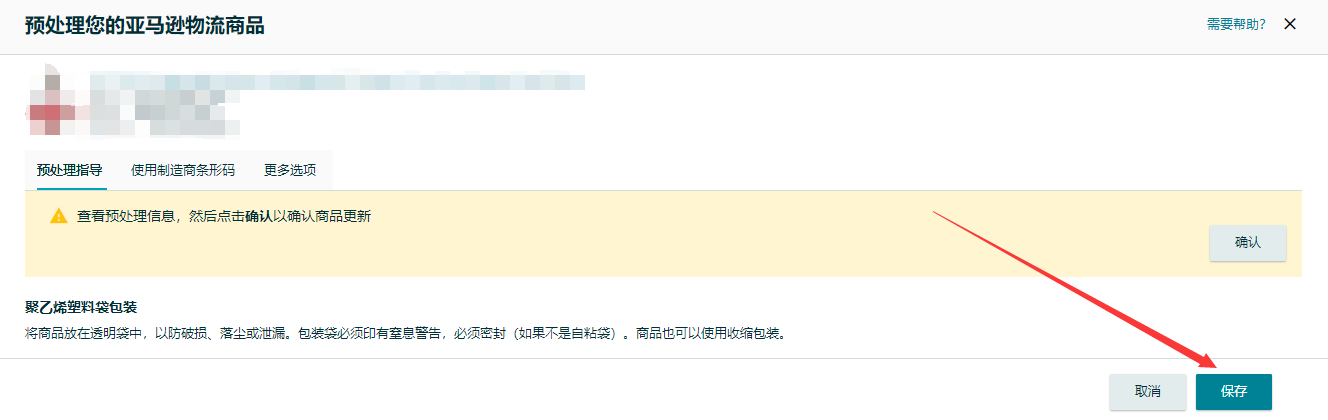 预处理您的亚马逊物流商品
需要帮助?
预处理指导 使用制造商条形码 更多选项
查看预处理信息，然后点击确认以确认商品更新
确认
聚乙烯塑料袋包装
将商品放在透明袋中，以防破损、落尘或泄漏。包装袋必须印有窒息警告，必须密封（如果不是自粘袋）。商品也可以使用收缩包装。
取消 保存